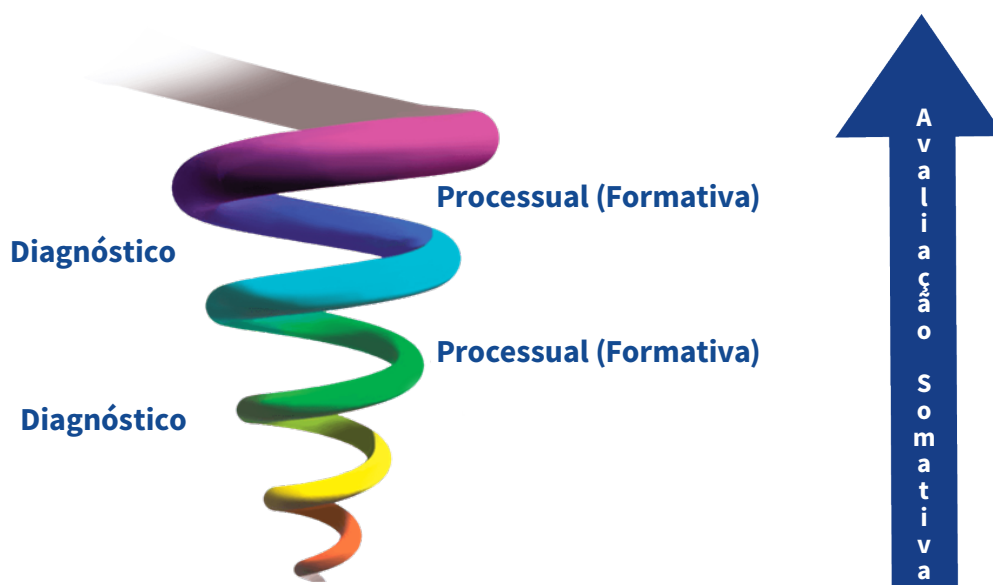 Processual (Formativa)
Diagnóstico
Processual (Formativa)
Diagnóstico
Avaliação Somativa